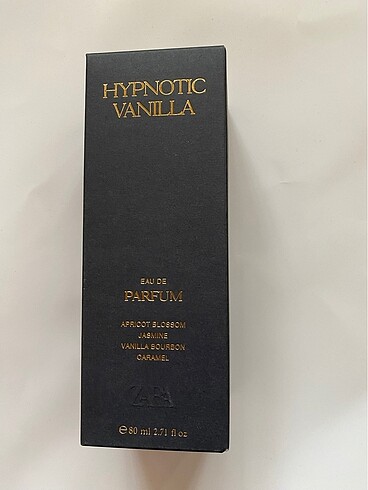 HYPNOTIC
VANILLA
EAU DE
PARFUM
APRICOT BLOSSOM
JASMINE
VANILLA BOURBON
CARAMEL
ZARA
℮80 ml 2.71 fl oz